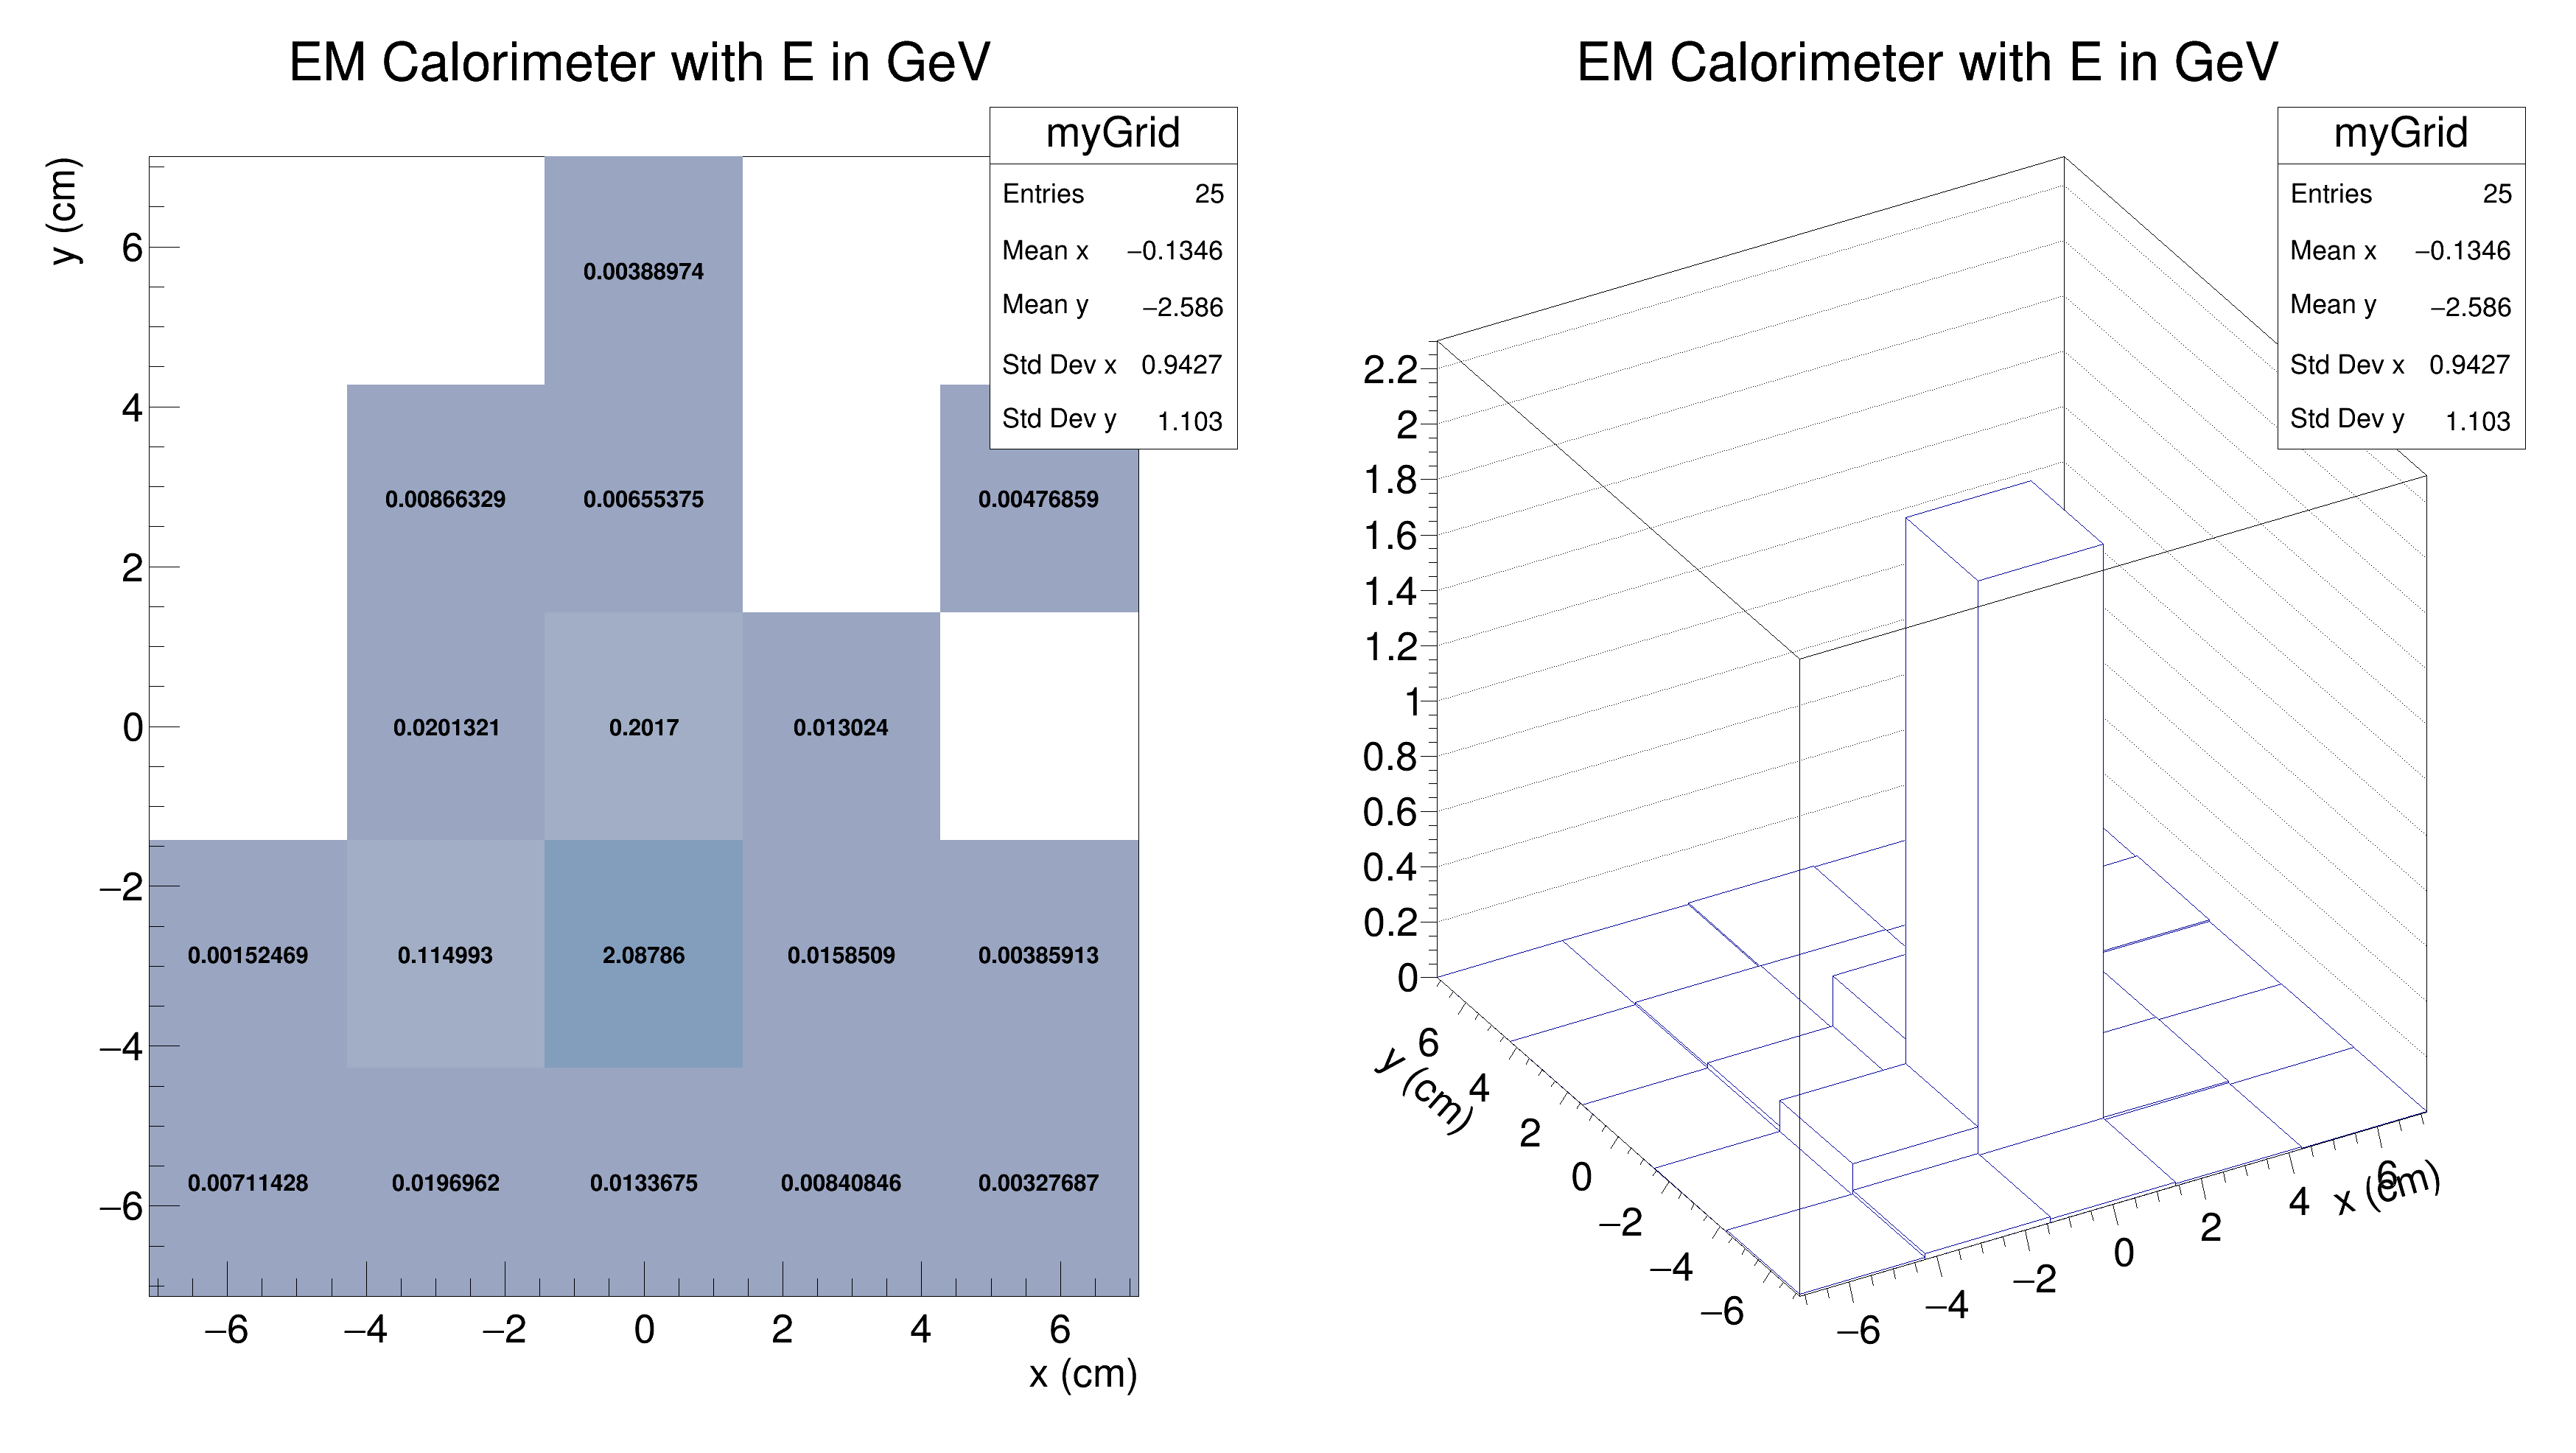 EM Calorimeter with E in GeV
myGrid
Entries 25
Mean x −0.1346
Mean y −2.586
Std Dev x 0.9427
Std Dev y 1.103
y (cm)
6
4
2
0
−2
−4
−6
0.00388974
0.00866329 0.00655375 0.00476859
0.0201321 0.2017 0.013024
0.00152469 0.114993 2.08786 0.0158509 0.00385913
0.00711428 0.0196962 0.0133675 0.00840846 0.00327687
−6 −4 −2 0 2 4 6
x (cm)
EM Calorimeter with E in GeV
myGrid
Entries 25
Mean x −0.1346
Mean y −2.586
Std Dev x 0.9427
Std Dev y 1.103
2.2
2
1.8
1.6
1.4
1.2
1
0.8
0.6
0.4
0.2
0
y (cm)
6
4
2
0
−2
−4
−6
−6 −4 −2 0 2 4 6
x (cm)